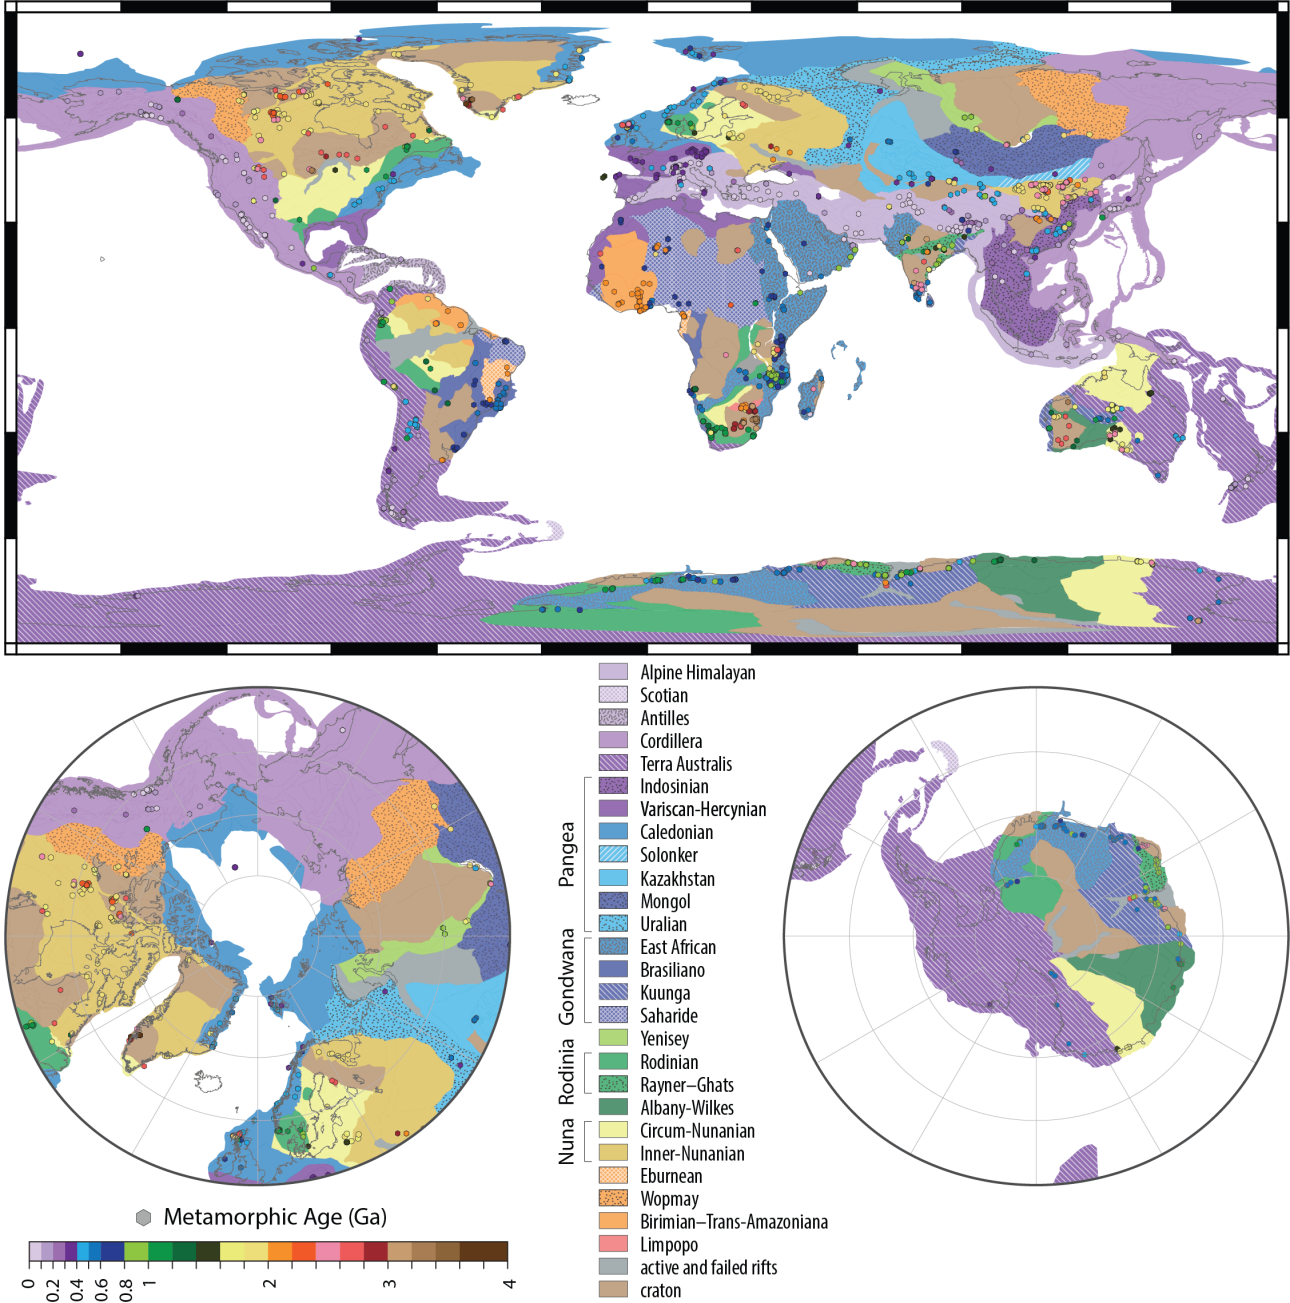 Alpine Himalayan
Scotian
Antilles
Cordillera
Terra Australis
Indosinian
Variscan-Hercynian
Caledonian
Solonker
Kazakhstan
Mongol
Uralian
East African
Brasiliano
Kuunga
Saharide
Yenisey
Rodinian
Rayner–Ghats
Albany-Wilkes
Circum-Nunanian
Inner-Nunanian
Eburnean
Wopmay
Birimian–Trans-Amazoniana
Limpopo
active and failed rifts
craton
Pangea
Gondwana
Rodinia
Nuna
Metamorphic Age (Ga)
0 0.2 0.4 0.6 0.8 1 2 3 4